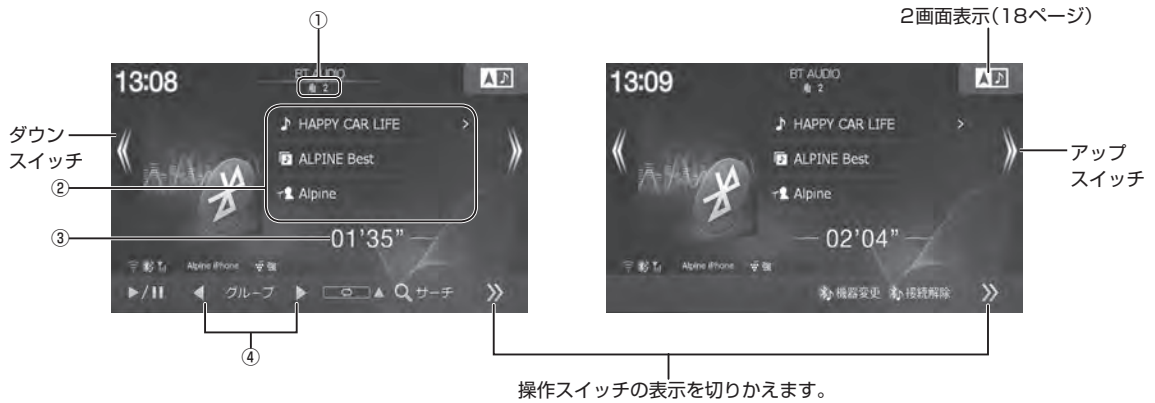 ①
2画面表示(18ページ)
13:08
BT AUDIO
2
♪ HAPPY CAR LIFE >
ALPINE Best
Alpine
01'35"
Alpine iPhone 強
►/II ◀ グループ ▶ ▲ サーチ
ダウン
スイッチ
②
③
④
13:09
BT AUDIO
2
♪ HAPPY CAR LIFE >
ALPINE Best
Alpine
02'04"
Alpine iPhone 強
機器変更 接続解除
アップ
スイッチ
操作スイッチの表示を切りかえます。